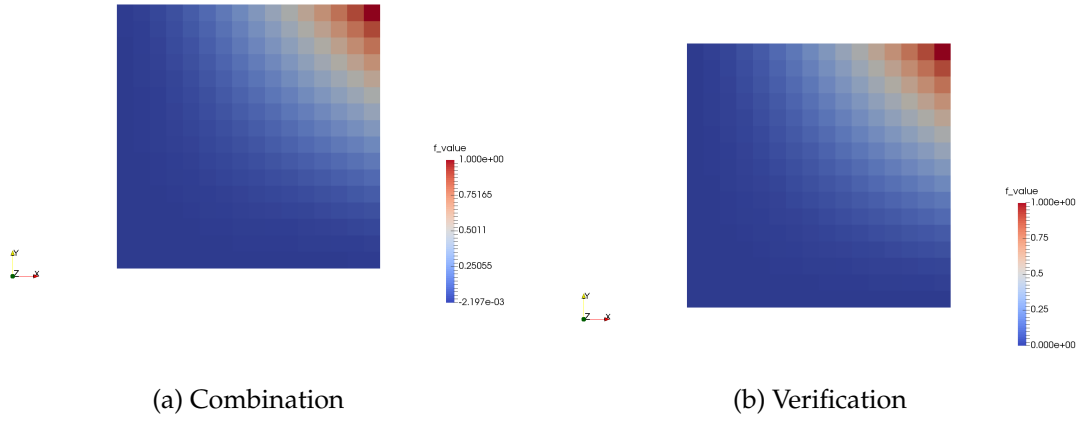 f_value
1.000e+00
0.75165
0.5011
0.25055
-2.197e-03
Y
Z X
(a) Combination
f_value
1.000e+00
0.75
0.5
0.25
0.000e+00
Y
Z X
(b) Verification